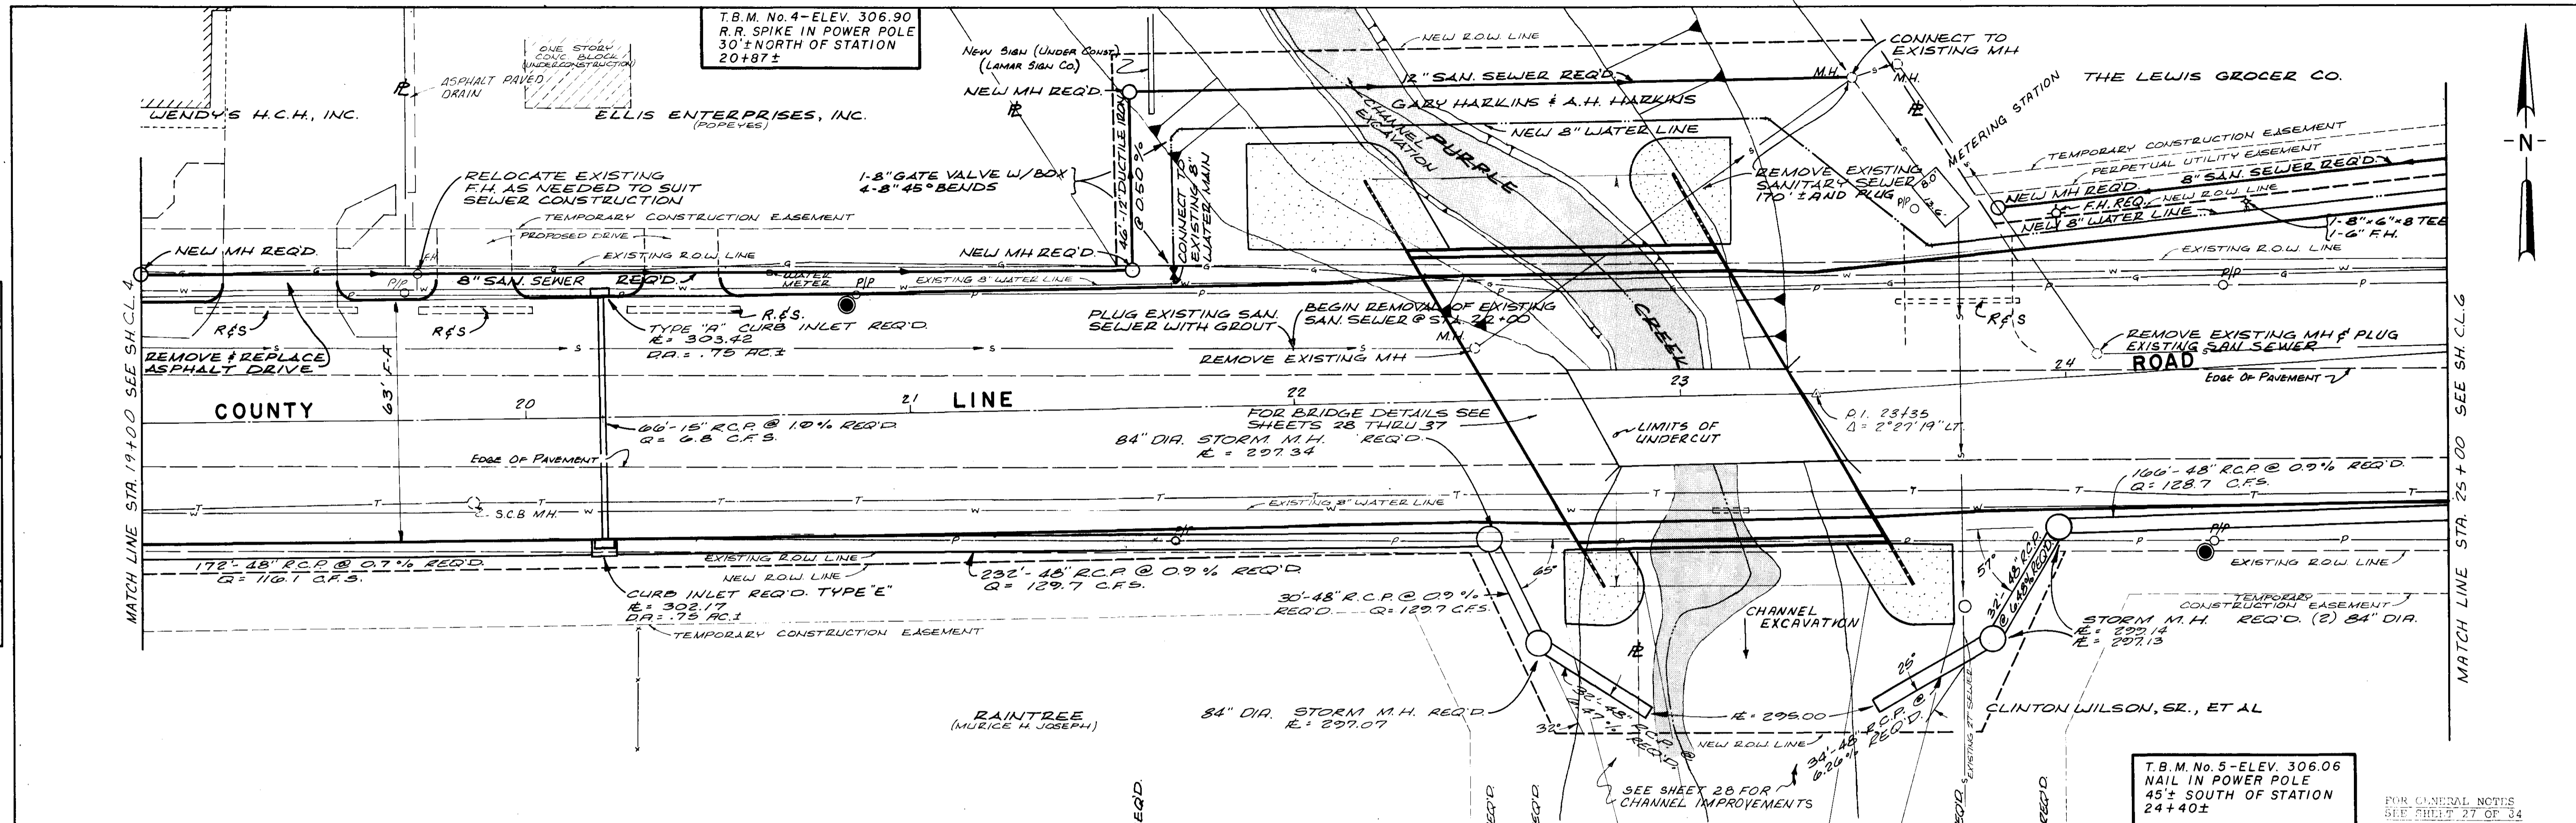 T.B.M. No. 4-ELEV. 306.90
R.R. SPIKE IN POWER POLE
30'± NORTH OF STATION
20+87±
ONE STORY
CONC. BLOCK
(UNDER CONSTRUCTION)
ASPHALT PAVED
DRAIN
WENDY'S H.C.H., INC.
ELLIS ENTERPRISES, INC.
(POPEYES)
NEW SIGN (UNDER CONST.)
(LAMAR SIGN CO.)
NEW MH REQ'D.
NEW R.O.W. LINE
12" SAN. SEWER REQ'D.
GARY HARKINS & A.H. HARKINS
NEW 8" WATER LINE
CONNECT TO
EXISTING MH
M.H.
M.H.
THE LEWIS GROCER CO.
METERING STATION
-N-
RELOCATE EXISTING
F.H. AS NEEDED TO SUIT
SEWER CONSTRUCTION
1-8" GATE VALVE W/BOX
4-8" 45° BENDS
46'-12" DUCTILE IRON
@ 0.50 %
CONNECT TO
EXISTING 8"
WATER MAIN
CHANNEL
EXCAVATION
PURPLE
CREEK
REMOVE EXISTING
SANITARY SEWER
170'± AND PLUG
P/P
8.0
13.6
TEMPORARY CONSTRUCTION EASEMENT
PERPETUAL UTILITY EASEMENT
8" SAN. SEWER REQ'D.
NEW MH REQ'D.
F.H. REQ.
NEW ROW LINE
NEW 8" WATER LINE
1-8"x6"x8 TEE
1-6" F.H.
TEMPORARY CONSTRUCTION EASEMENT
PROPOSED DRIVE
NEW MH REQ'D.
EXISTING R.O.W. LINE
NEW MH REQ'D.
EXISTING R.O.W. LINE
F.H.
P/P
8" SAN. SEWER REQ'D.
WATER
METER
P/P
EXISTING 8" WATER LINE
P/P
R&S
R&S
R.&S.
R&S
TYPE "A" CURB INLET REQ'D.
₣ = 303.42
D.A. = .75 AC.±
REMOVE & REPLACE
ASPHALT DRIVE
PLUG EXISTING SAN.
SEWER WITH GROUT
BEGIN REMOVAL OF EXISTING
SAN. SEWER @ STA. 22+00
M.H.
REMOVE EXISTING MH
REMOVE EXISTING MH & PLUG
EXISTING SAN SEWER
MATCH LINE STA. 19+00 SEE SH. CL. 4
63' F-F
COUNTY
20
21
LINE
22
23
24
ROAD
EDGE OF PAVEMENT
MATCH LINE STA. 25+00 SEE SH. CL. 6
66'-15" R.C.P. @ 1.0% REQ'D.
Q = 6.8 C.F.S.
EDGE OF PAVEMENT
FOR BRIDGE DETAILS SEE
SHEETS 28 THRU 37
84" DIA. STORM M.H. REQ'D.
₣ = 297.34
LIMITS OF
UNDERCUT
P.I. 23+35
Δ = 2°27'19" LT.
166'-48" R.C.P. @ 0.9% REQ'D.
Q = 128.7 C.F.S.
S.C.B MH.
EXISTING 8" WATER LINE
P/P
P/P
172'-48" R.C.P. @ 0.7% REQ'D.
Q = 116.1 C.F.S.
EXISTING ROW LINE
NEW R.O.W. LINE
232'-48" R.C.P. @ 0.9% REQ'D.
Q = 129.7 C.F.S.
CURB INLET REQ'D. TYPE "E"
₣ = 302.17
D.A. = .75 AC.±
TEMPORARY CONSTRUCTION EASEMENT
65°
30'-48" R.C.P. @ 0.9%
REQ'D. Q = 129.7 C.F.S.
CHANNEL
EXCAVATION
57°
32'-48" R.C.P.
@ 6.48% REQ'D.
EXISTING R.O.W. LINE
TEMPORARY
CONSTRUCTION EASEMENT
STORM M.H. REQ'D. (2) 84" DIA.
₣ = 299.14
₣ = 297.13
RAINTREE
(MURICE H. JOSEPH)
84" DIA. STORM M.H. REQ'D.
₣ = 297.07
32°
₣ = 295.00
25°
CLINTON WILSON, SR., ET AL
NEW ROW LINE
34'-48" R.C.P. @
6.26% REQ'D.
SEE SHEET 28 FOR
CHANNEL IMPROVEMENTS
T.B.M. No. 5-ELEV. 306.06
NAIL IN POWER POLE
45'± SOUTH OF STATION
24+40±
FOR GENERAL NOTES
SEE SHEET 27 OF 34